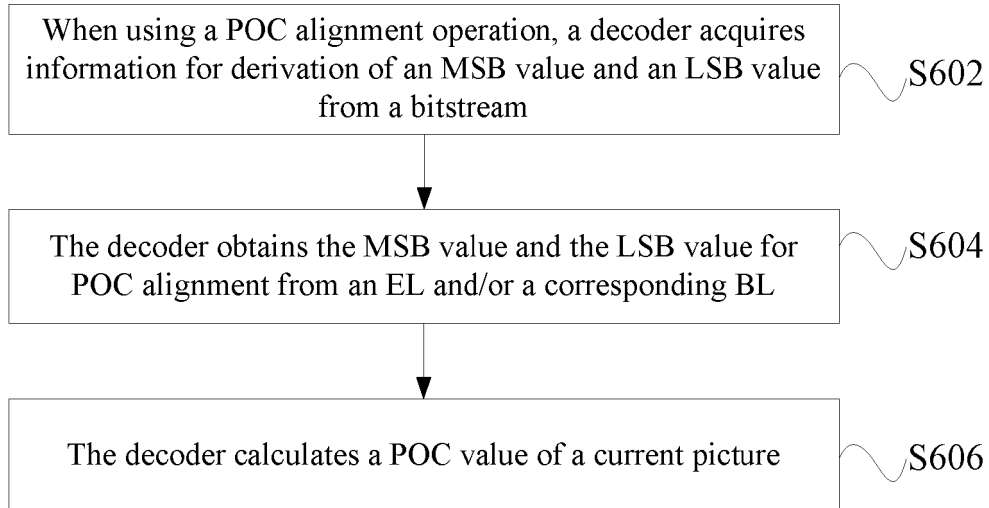 When using a POC alignment operation, a decoder acquires
information for derivation of an MSB value and an LSB value
from a bitstream
S602
The decoder obtains the MSB value and the LSB value for
POC alignment from an EL and/or a corresponding BL
S604
The decoder calculates a POC value of a current picture
S606